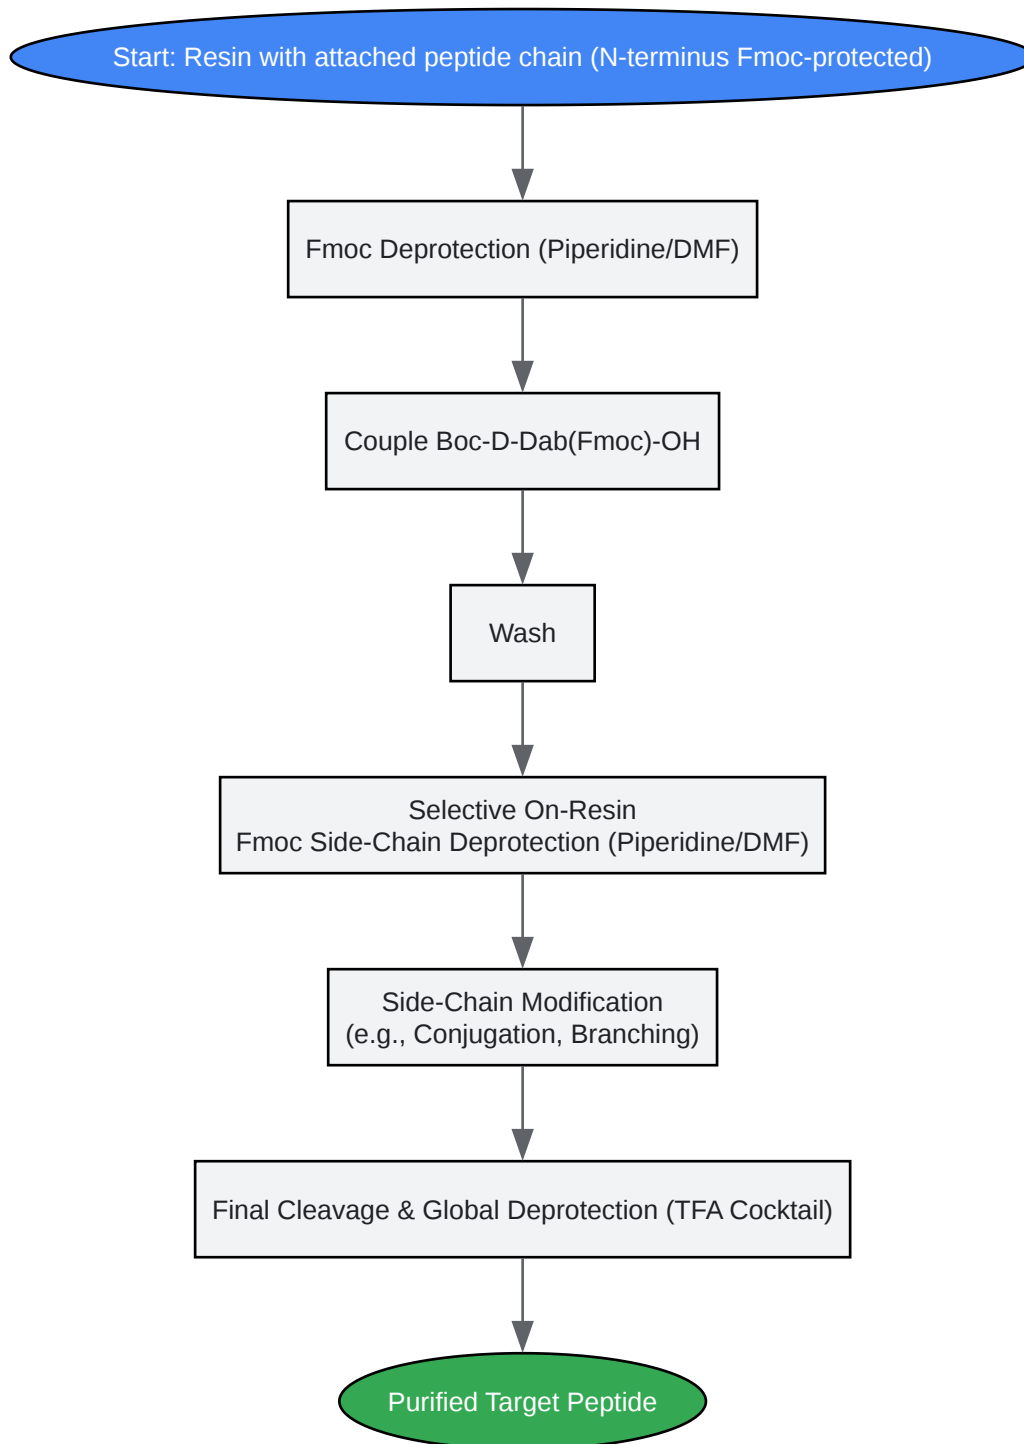 Start: Resin with attached peptide chain (N-terminus Fmoc-protected)
Fmoc Deprotection (Piperidine/DMF)
Couple Boc-D-Dab(Fmoc)-OH
Wash
Selective On-Resin
Fmoc Side-Chain Deprotection (Piperidine/DMF)
Side-Chain Modification
(e.g., Conjugation, Branching)
Final Cleavage & Global Deprotection (TFA Cocktail)
Purified Target Peptide